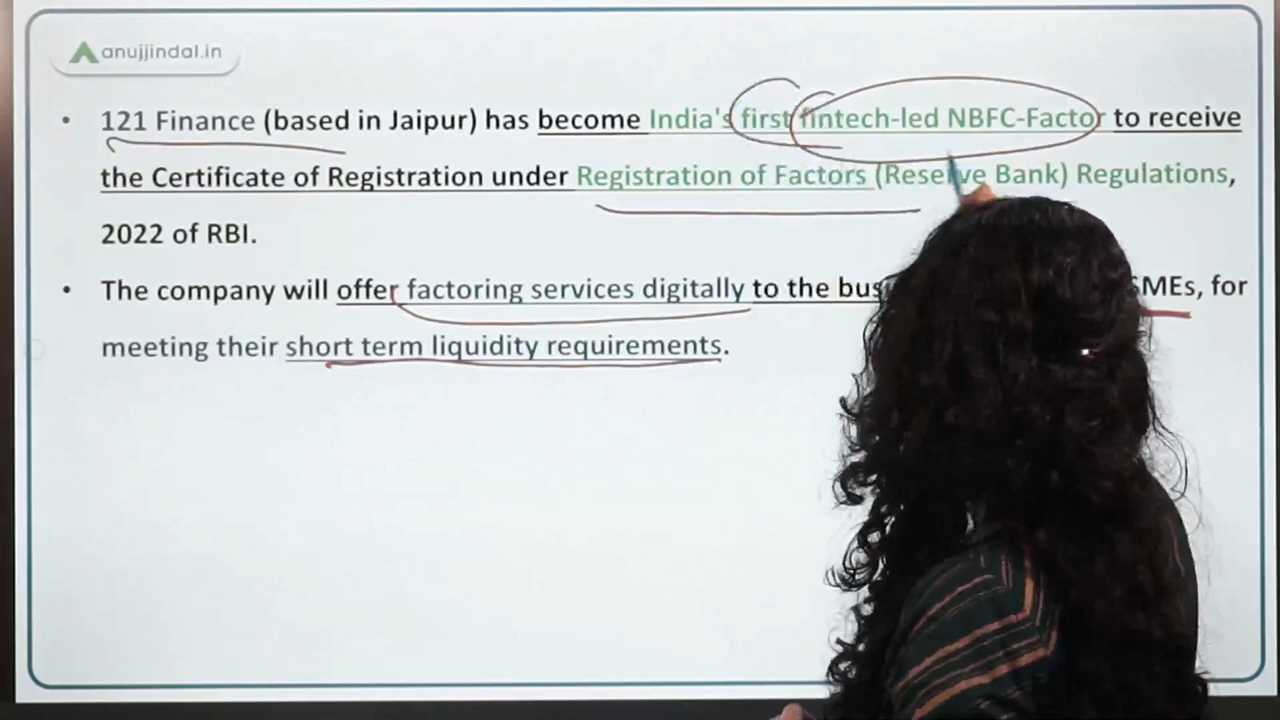 anujjindal.in
• 121 Finance (based in Jaipur) has become India's first fintech-led NBFC-Factor to receive
the Certificate of Registration under Registration of Factors (Reserve Bank) Regulations,
2022 of RBI.
• The company will offer factoring services digitally to the MEs, for
meeting their short term liquidity requirements.